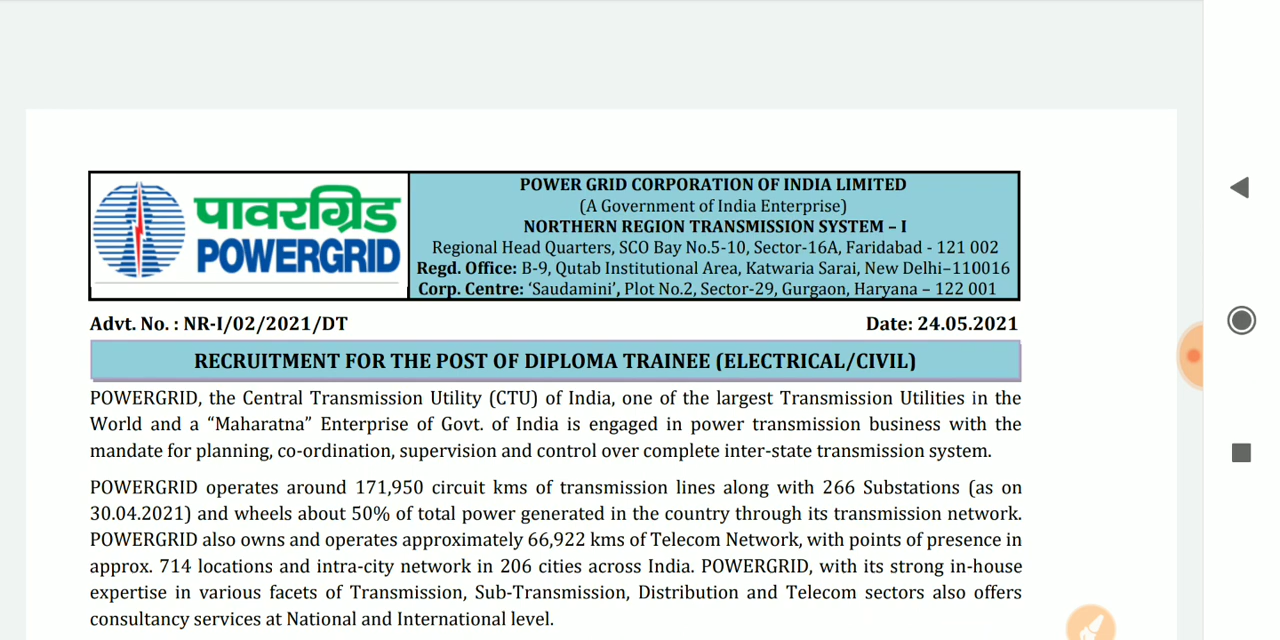 पावरग्रिड
POWERGRID
POWER GRID CORPORATION OF INDIA LIMITED
(A Government of India Enterprise)
NORTHERN REGION TRANSMISSION SYSTEM – I
Regional Head Quarters, SCO Bay No.5-10, Sector-16A, Faridabad - 121 002
Regd. Office: B-9, Qutab Institutional Area, Katwaria Sarai, New Delhi–110016
Corp. Centre: ‘Saudamini’, Plot No.2, Sector-29, Gurgaon, Haryana – 122 001
Advt. No. : NR-I/02/2021/DT
Date: 24.05.2021
RECRUITMENT FOR THE POST OF DIPLOMA TRAINEE (ELECTRICAL/CIVIL)
POWERGRID, the Central Transmission Utility (CTU) of India, one of the largest Transmission Utilities in the
World and a “Maharatna” Enterprise of Govt. of India is engaged in power transmission business with the
mandate for planning, co-ordination, supervision and control over complete inter-state transmission system.
POWERGRID operates around 171,950 circuit kms of transmission lines along with 266 Substations (as on
30.04.2021) and wheels about 50% of total power generated in the country through its transmission network.
POWERGRID also owns and operates approximately 66,922 kms of Telecom Network, with points of presence in
approx. 714 locations and intra-city network in 206 cities across India. POWERGRID, with its strong in-house
expertise in various facets of Transmission, Sub-Transmission, Distribution and Telecom sectors also offers
consultancy services at National and International level.